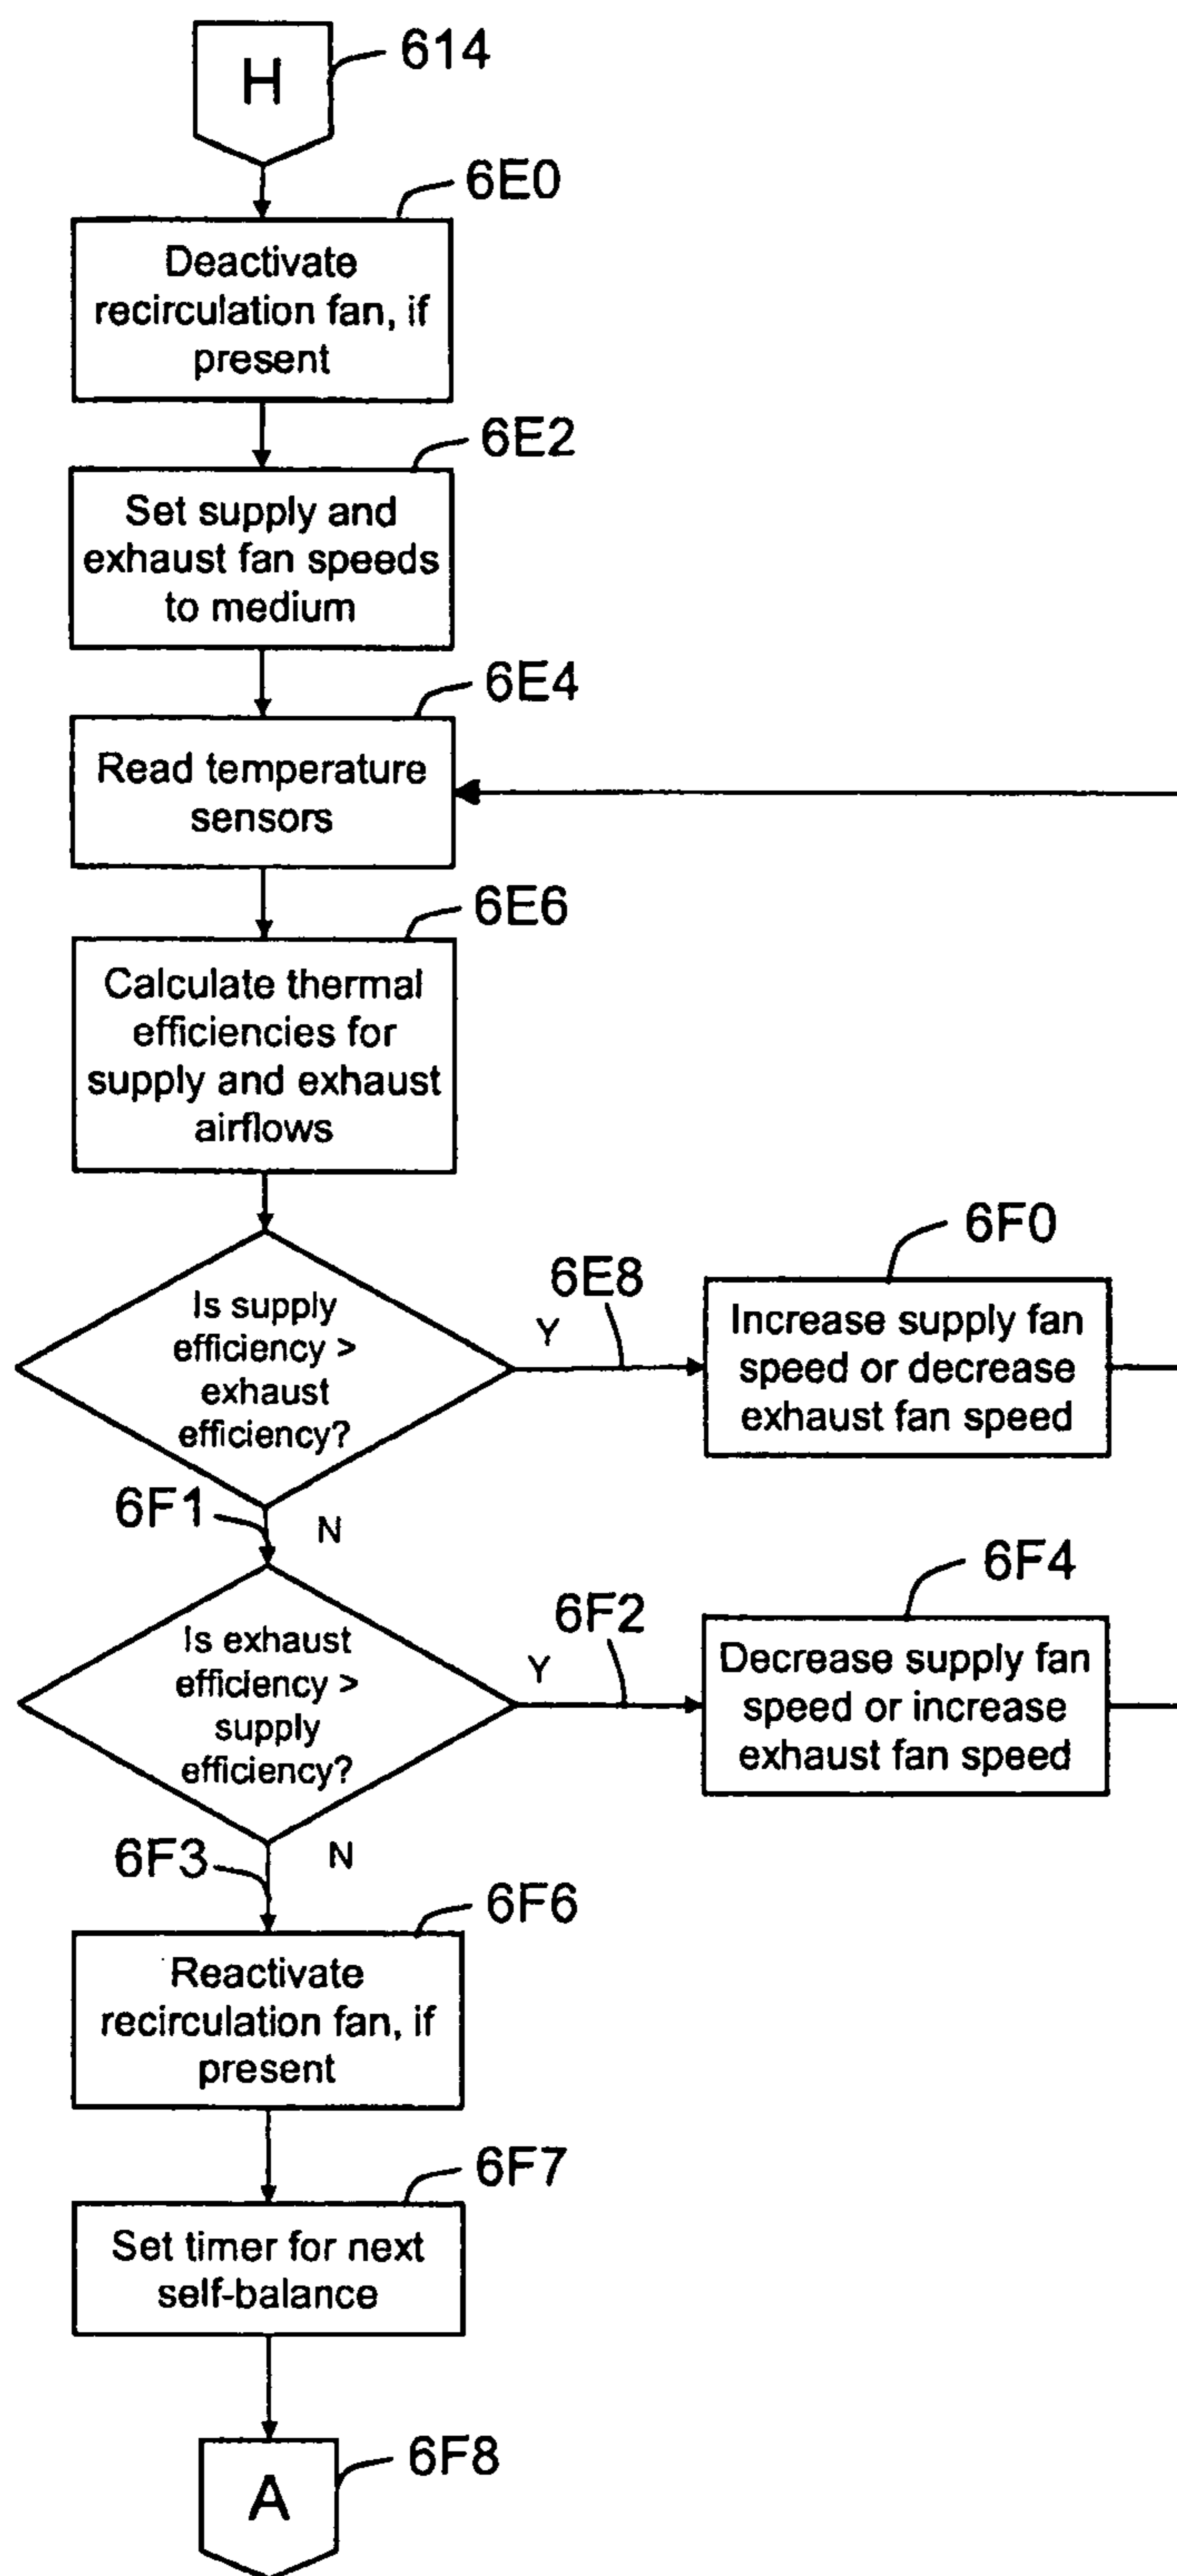 H
614
6E0
Deactivate
recirculation fan, if
present
6E2
Set supply and
exhaust fan speeds
to medium
6E4
Read temperature
sensors
6E6
Calculate thermal
efficiencies for
supply and exhaust
airflows
Is supply
efficiency >
exhaust
efficiency?
Y
6E8
6F0
Increase supply fan
speed or decrease
exhaust fan speed
6F1
N
Is exhaust
efficiency >
supply
efficiency?
Y
6F2
6F4
Decrease supply fan
speed or increase
exhaust fan speed
6F3
N
6F6
Reactivate
recirculation fan, if
present
6F7
Set timer for next
self-balance
A
6F8